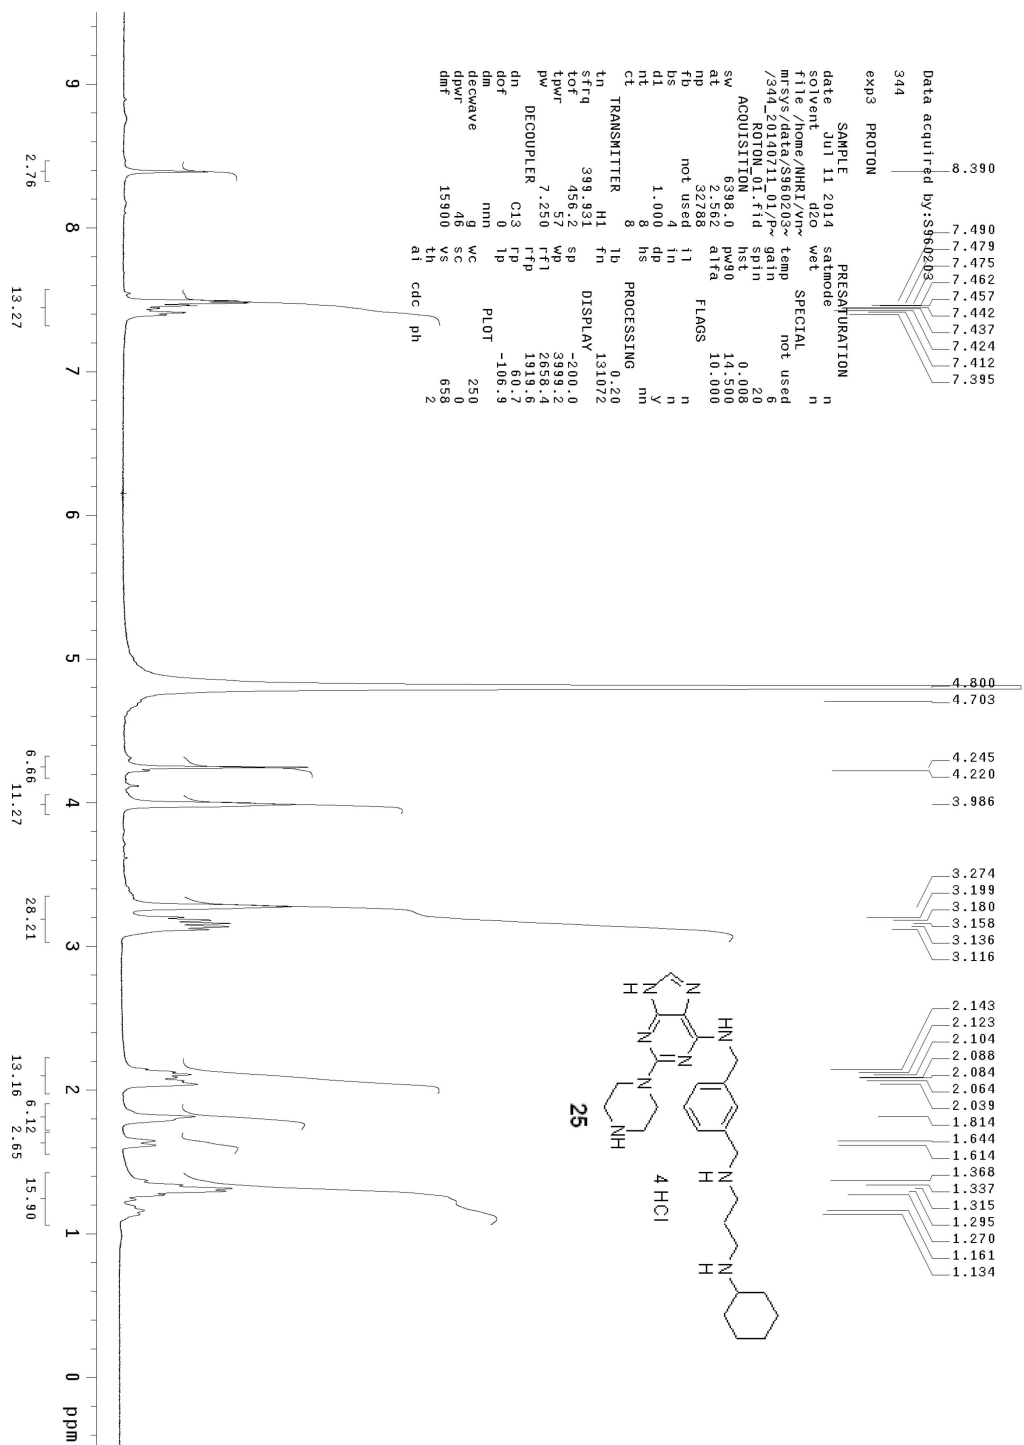 Data acquired by:S960203
344
exp3 PROTON
SAMPLE
date Jul 11 2014
solvent d2o
file /home/NHRI/vn~
mrsys/data/S960203~
/344_20140711_01/P~
ROTON_01.fid
ACQUISITION
sw 6398.0
at 2.562
np 32788
fb not used
bs 4
d1 1.000
nt 8
ct 8
TRANSMITTER
tn H1
sfrq 399.931
tof 456.2
tpwr 57
pw 7.250
DECOUPLER
dn C13
dof 0
dm nnn
decwave g
dpwr 46
dmf 15900
PRESATURATION
satmode n
wet n
SPECIAL
temp not used
gain 6
spin 20
hst 0.008
pw90 14.500
alfa 10.000
FLAGS
il n
in n
dp y
hs nn
PROCESSING
lb 0.20
fn 131072
DISPLAY
sp -200.0
wp 3999.2
rfl 2658.4
rfp 1919.6
rp 60.7
lp -106.9
PLOT
wc 250
sc 0
vs 658
th 2
ai cdc ph
8.390
7.490
7.479
7.475
7.462
7.457
7.442
7.437
7.424
7.412
7.395
4.800
4.703
4.245
4.220
3.986
3.274
3.199
3.180
3.158
3.136
3.116
2.143
2.123
2.104
2.088
2.084
2.064
2.039
1.814
1.644
1.614
1.368
1.337
1.315
1.295
1.270
1.161
1.134
HN
N
N
N
N
N
H
N
NH
N
H
N
H
4 HCl
25
9 8 7 6 5 4 3 2 1 0 ppm
2.76 13.27 6.66 11.27 28.21 13.16 6.12 2.65 15.90